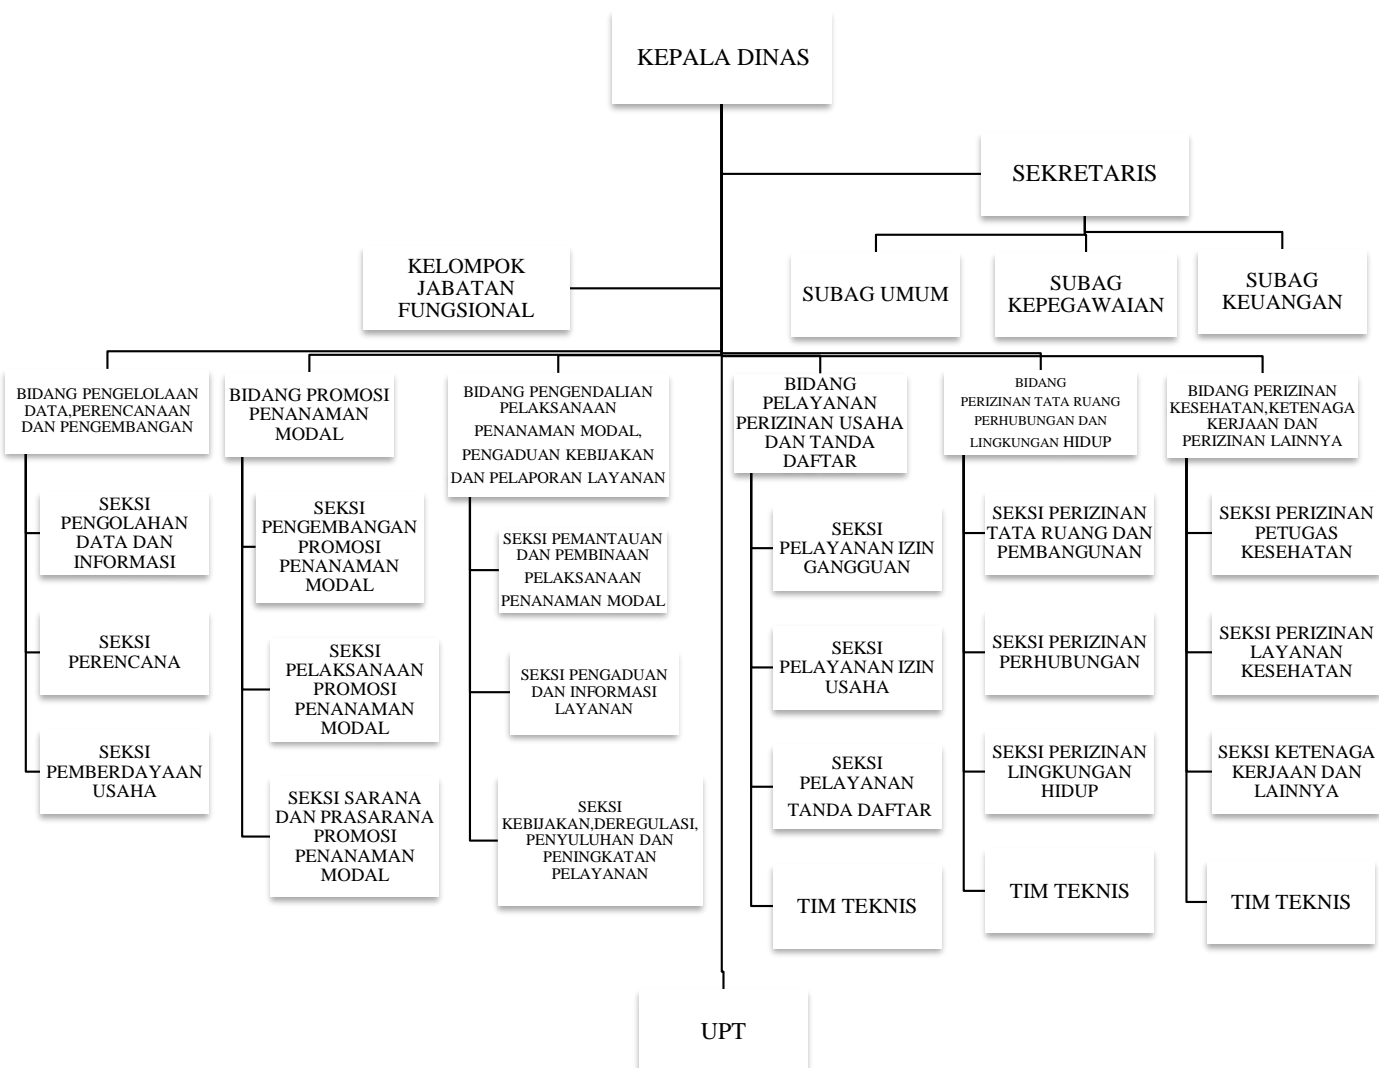 KEPALA DINAS
SEKRETARIS
KELOMPOK
JABATAN
FUNGSIONAL
SUBAG UMUM
SUBAG
KEPEGAWAIAN
SUBAG
KEUANGAN
BIDANG PENGELOLAAN
DATA,PERENCANAAN
DAN PENGEMBANGAN
SEKSI
PENGOLAHAN
DATA DAN
INFORMASI
SEKSI
PERENCANA
SEKSI
PEMBERDAYAAN
USAHA
BIDANG PROMOSI
PENANAMAN
MODAL
SEKSI
PENGEMBANGAN
PROMOSI
PENANAMAN
MODAL
SEKSI
PELAKSANAAN
PROMOSI
PENANAMAN
MODAL
SEKSI SARANA
DAN PRASARANA
PROMOSI
PENANAMAN
MODAL
BIDANG PENGENDALIAN
PELAKSANAAN
PENANAMAN MODAL,
PENGADUAN KEBIJAKAN
DAN PELAPORAN LAYANAN
SEKSI PEMANTAUAN
DAN PEMBINAAN
PELAKSANAAN
PENANAMAN MODAL
SEKSI PENGADUAN
DAN INFORMASI
LAYANAN
SEKSI
KEBIJAKAN,DEREGULASI,
PENYULUHAN DAN
PENINGKATAN
PELAYANAN
BIDANG
PELAYANAN
PERIZINAN USAHA
DAN TANDA
DAFTAR
SEKSI
PELAYANAN IZIN
GANGGUAN
SEKSI
PELAYANAN IZIN
USAHA
SEKSI
PELAYANAN
TANDA DAFTAR
TIM TEKNIS
BIDANG
PERIZINAN TATA RUANG
PERHUBUNGAN DAN
LINGKUNGAN HIDUP
SEKSI PERIZINAN
TATA RUANG DAN
PEMBANGUNAN
SEKSI PERIZINAN
PERHUBUNGAN
SEKSI PERIZINAN
LINGKUNGAN
HIDUP
TIM TEKNIS
BIDANG PERIZINAN
KESEHATAN,KETENAGA
KERJAAN DAN
PERIZINAN LAINNYA
SEKSI PERIZINAN
PETUGAS
KESEHATAN
SEKSI PERIZINAN
LAYANAN
KESEHATAN
SEKSI KETENAGA
KERJAAN DAN
LAINNYA
TIM TEKNIS
UPT